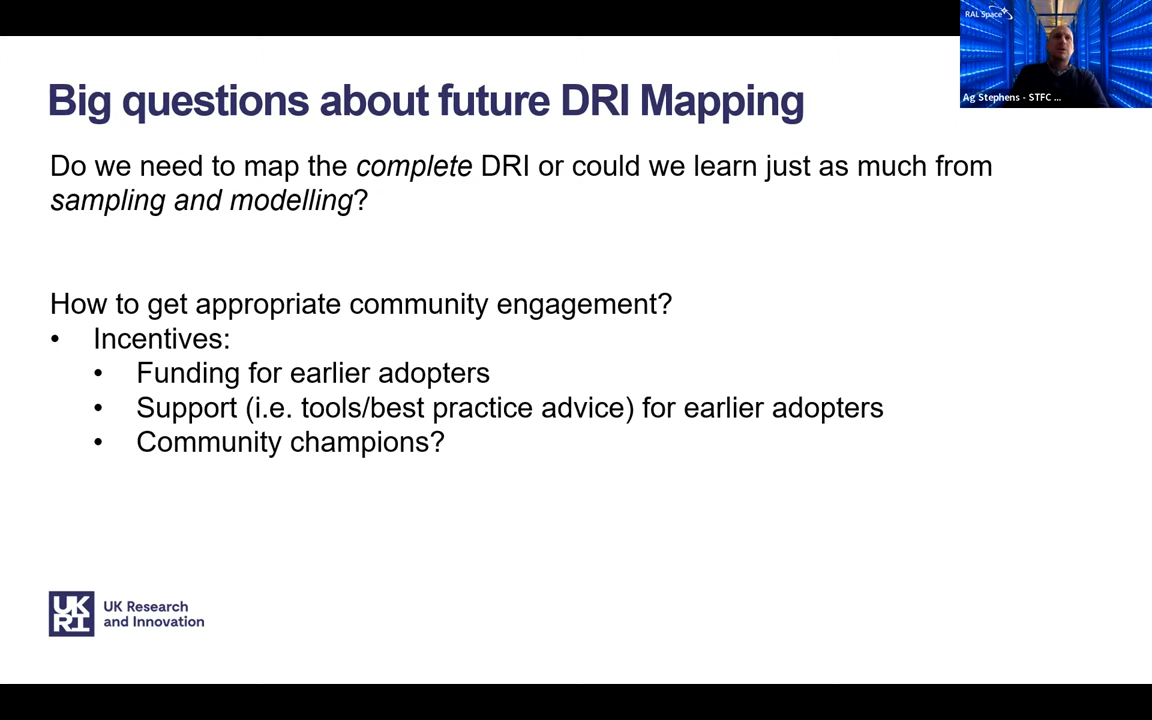 RAL Space
Ag Stephens - STFC ...
Big questions about future DRI Mapping
Do we need to map the complete DRI or could we learn just as much from
sampling and modelling?
How to get appropriate community engagement?
• Incentives:
• Funding for earlier adopters
• Support (i.e. tools/best practice advice) for earlier adopters
• Community champions?
UK
RI
UK Research
and Innovation